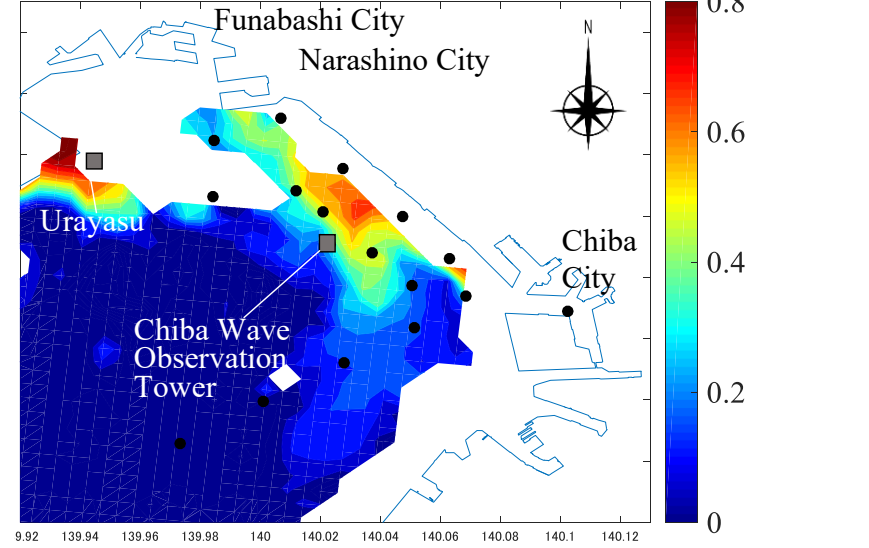 Funabashi City
Narashino City
N
Urayasu
Chiba
City
Chiba Wave
Observation
Tower
0.8
0.6
0.4
0.2
0
9.92 139.94 139.96 139.98 140 140.02 140.04 140.06 140.08 140.1 140.12